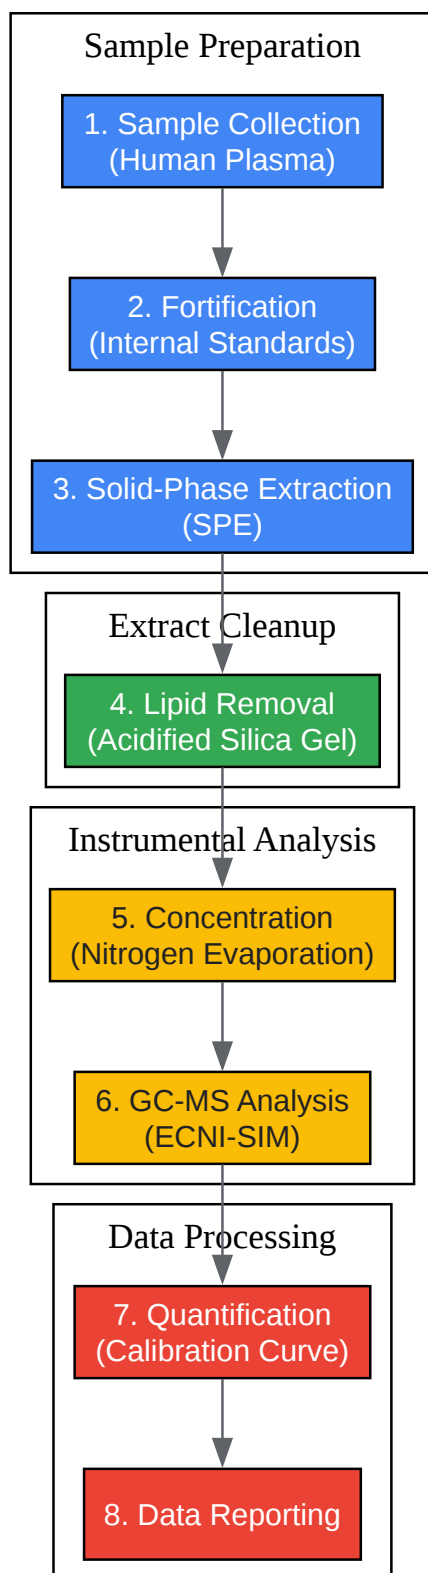 Sample Preparation
1. Sample Collection
(Human Plasma)
2. Fortification
(Internal Standards)
3. Solid-Phase Extraction
(SPE)
Extract Cleanup
4. Lipid Removal
(Acidified Silica Gel)
Instrumental Analysis
5. Concentration
(Nitrogen Evaporation)
6. GC-MS Analysis
(ECNI-SIM)
Data Processing
7. Quantification
(Calibration Curve)
8. Data Reporting